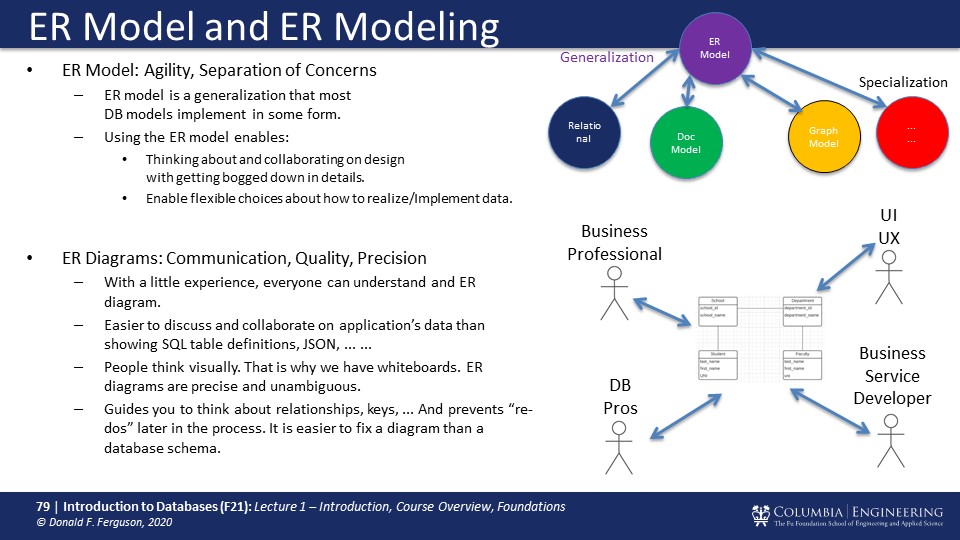 ER Model and ER Modeling
• ER Model: Agility, Separation of Concerns
– ER model is a generalization that most
DB models implement in some form.
– Using the ER model enables:
• Thinking about and collaborating on design
with getting bogged down in details.
• Enable flexible choices about how to realize/Implement data.
• ER Diagrams: Communication, Quality, Precision
– With a little experience, everyone can understand and ER
diagram.
– Easier to discuss and collaborate on application’s data than
showing SQL table definitions, JSON, ... ...
– People think visually. That is why we have whiteboards. ER
diagrams are precise and unambiguous.
– Guides you to think about relationships, keys, ... And prevents “re-
dos” later in the process. It is easier to fix a diagram than a
database schema.
ER
Model
Generalization
Specialization
Relatio
nal
Doc
Model
Graph
Model
...
...
Business
Professional
UI
UX
School
school_id
school_name
Department
department_id
department_name
Student
last_name
first_name
UNI
Faculty
last_name
first_name
uni
DB
Pros
Business
Service
Developer
79 | Introduction to Databases (F21): Lecture 1 – Introduction, Course Overview, Foundations
© Donald F. Ferguson, 2020
COLUMBIA | ENGINEERING
The Fu Foundation School of Engineering and Applied Science